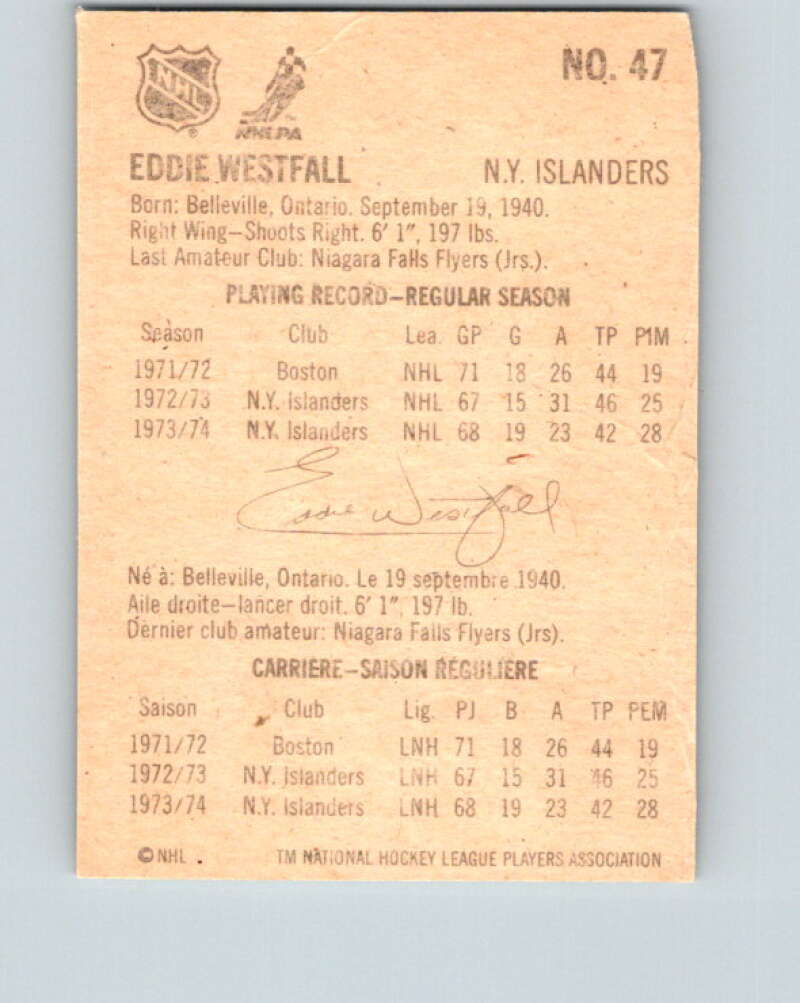 NHL
NHLPA
NO. 47
EDDIE WESTFALL N.Y. ISLANDERS
Born: Belleville, Ontario. September 19, 1940.
Right Wing—Shoots Right. 6' 1", 197 lbs.
Last Amateur Club: Niagara Falls Flyers (Jrs.).
PLAYING RECORD—REGULAR SEASON
Season Club Lea. GP G A TP PIM
1971/72 Boston NHL 71 18 26 44 19
1972/73 N.Y. Islanders NHL 67 15 31 46 25
1973/74 N.Y. Islanders NHL 68 19 23 42 28
Eddie Westfall
Né à: Belleville, Ontario. Le 19 septembre 1940.
Aile droite—lancer droit. 6' 1", 197 lb.
Dernier club amateur: Niagara Falls Flyers (Jrs).
CARRIERE—SAISON RÉGULIÈRE
Saison Club Lig. PJ B A TP PEM
1971/72 Boston LNH 71 18 26 44 19
1972/73 N.Y. Islanders LNH 67 15 31 46 25
1973/74 N.Y. Islanders LNH 68 19 23 42 28
© NHL TM NATIONAL HOCKEY LEAGUE PLAYERS ASSOCIATION